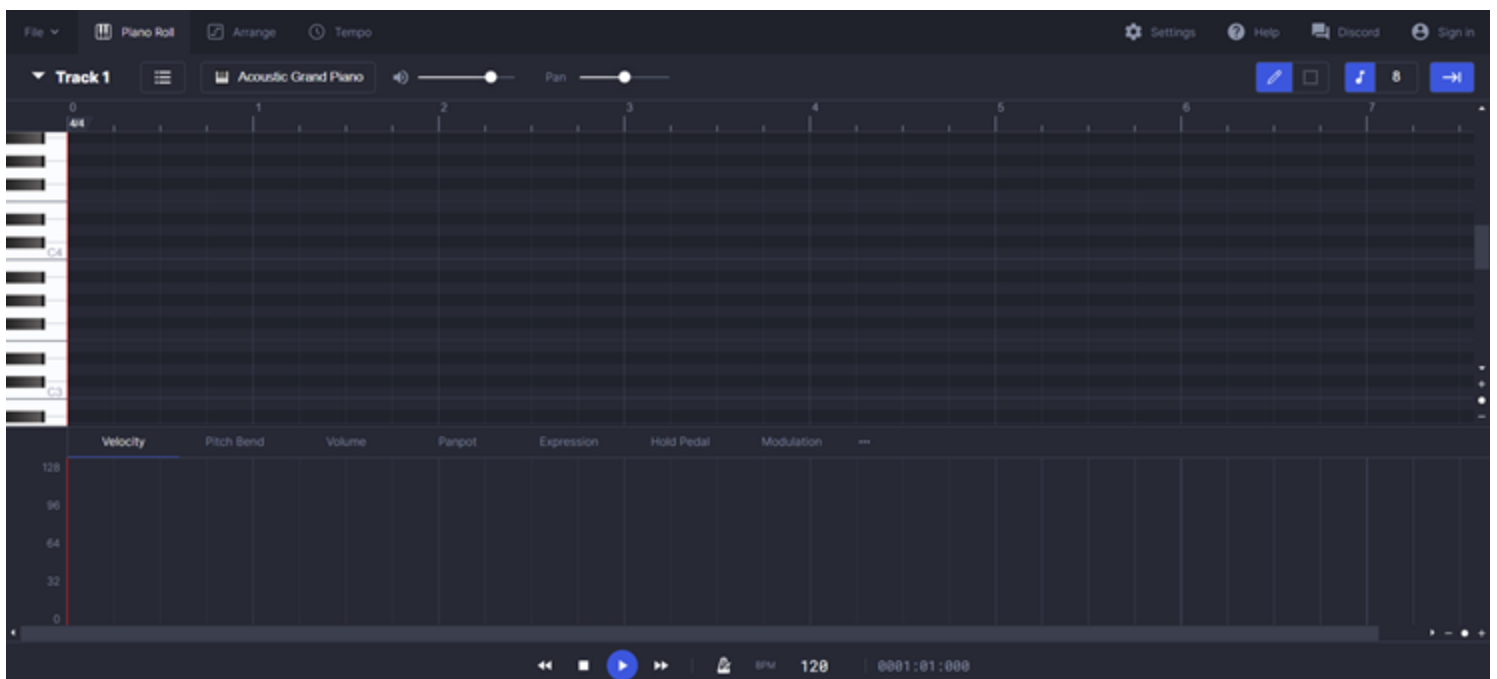 File Piano Roll Arrange Tempo Settings Help Discord Sign in
Track 1 Acoustic Grand Piano Pan 8
0 1 2 3 4 5 6 7
4/4
C4
C3
Velocity Pitch Bend Volume Panpot Expression Hold Pedal Modulation ...
128
96
64
32
0
BPM 120 0001:01:000